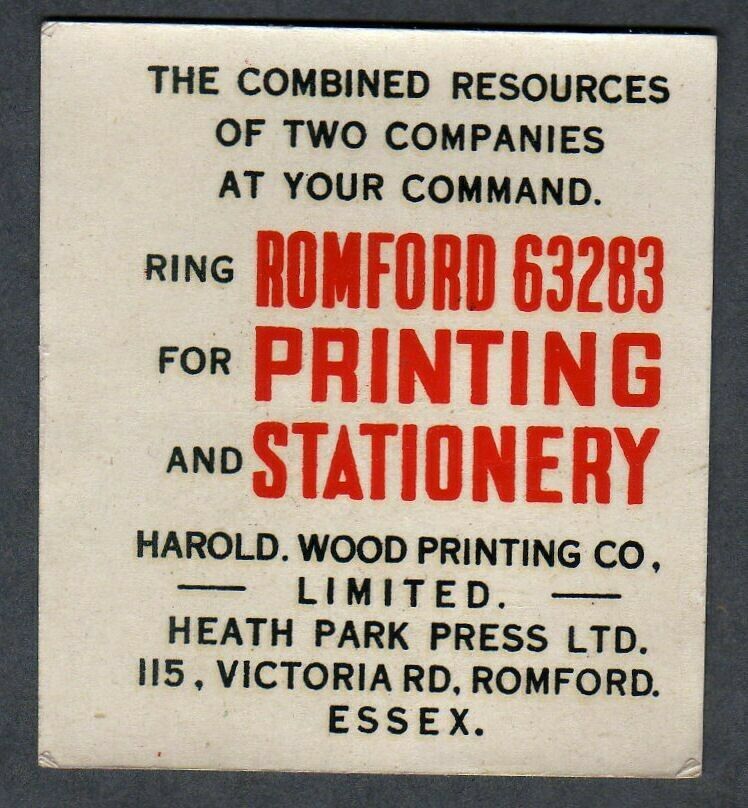 THE COMBINED RESOURCES
OF TWO COMPANIES
AT YOUR COMMAND.
RING ROMFORD 63283
FOR PRINTING
AND STATIONERY
HAROLD. WOOD PRINTING CO,
— LIMITED. —
HEATH PARK PRESS LTD.
115, VICTORIA RD, ROMFORD.
ESSEX.